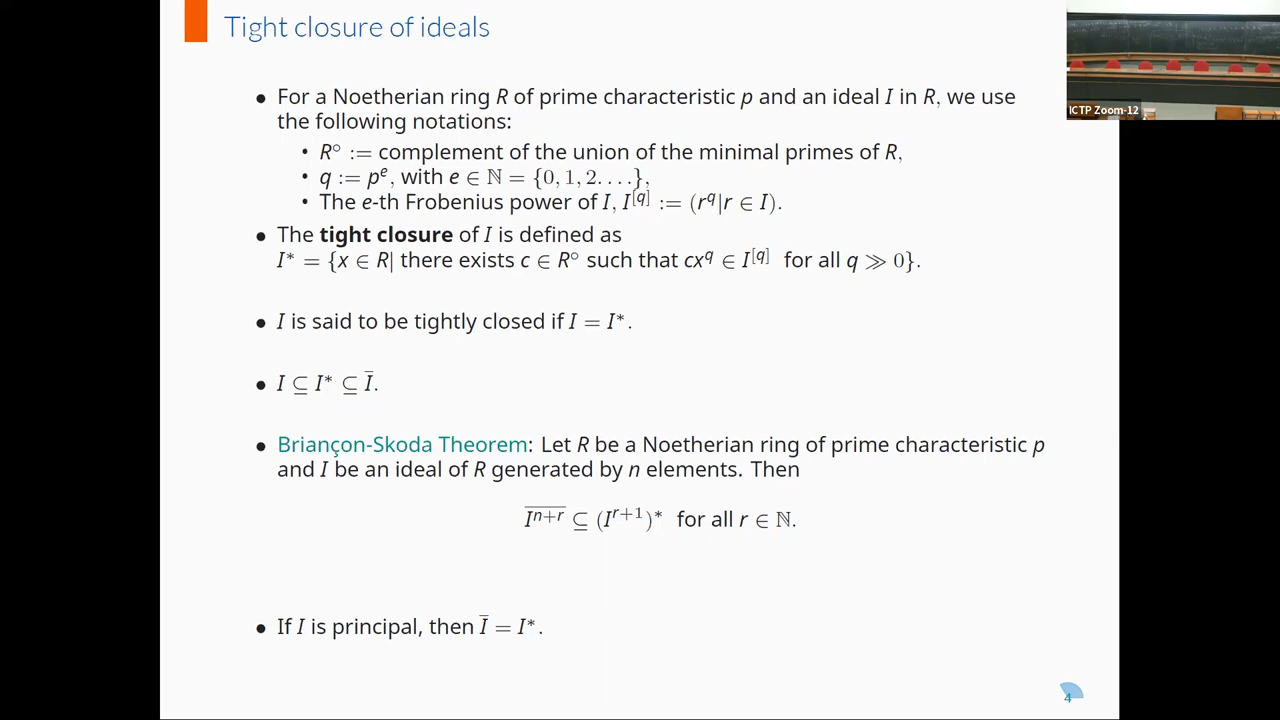 Tight closure of ideals
• For a Noetherian ring R of prime characteristic p and an ideal I in R, we use
the following notations:
• R° := complement of the union of the minimal primes of R,
• q := pᵉ, with e ∈ ℕ = {0, 1, 2. . . .},
• The e-th Frobenius power of I, I^[q] := (r^q|r ∈ I).
• The tight closure of I is defined as
I* = {x ∈ R| there exists c ∈ R° such that cx^q ∈ I^[q] for all q ≫ 0}.
• I is said to be tightly closed if I = I*.
• I ⊆ I* ⊆ Ī.
• Briançon-Skoda Theorem: Let R be a Noetherian ring of prime characteristic p
and I be an ideal of R generated by n elements. Then
\overline{I^{n+r}} ⊆ (I^{r+1})* for all r ∈ ℕ.
• If I is principal, then Ī = I*.
4
ICTP Zoom-12